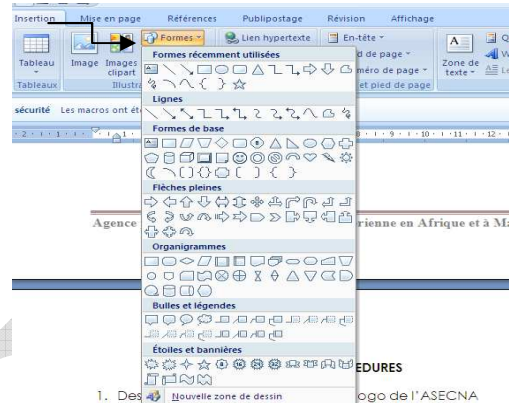 Insertion Mise en page Références Publipostage Révision Affichage
Formes Lien hypertexte En-tête
Tableau Image Images clipart d de page Zone de texte
méro de page
Tableaux Illustra et pied de page
Formes récemment utilisées
sécurité Les macros ont ét
Lignes
Formes de base
Flèches pleines
Agence rienne en Afrique et à Ma
Organigrammes
Bulles et légendes
Étoiles et bannières
EDURES
Nouvelle zone de dessin
1. Des ogo de l'ASECNA